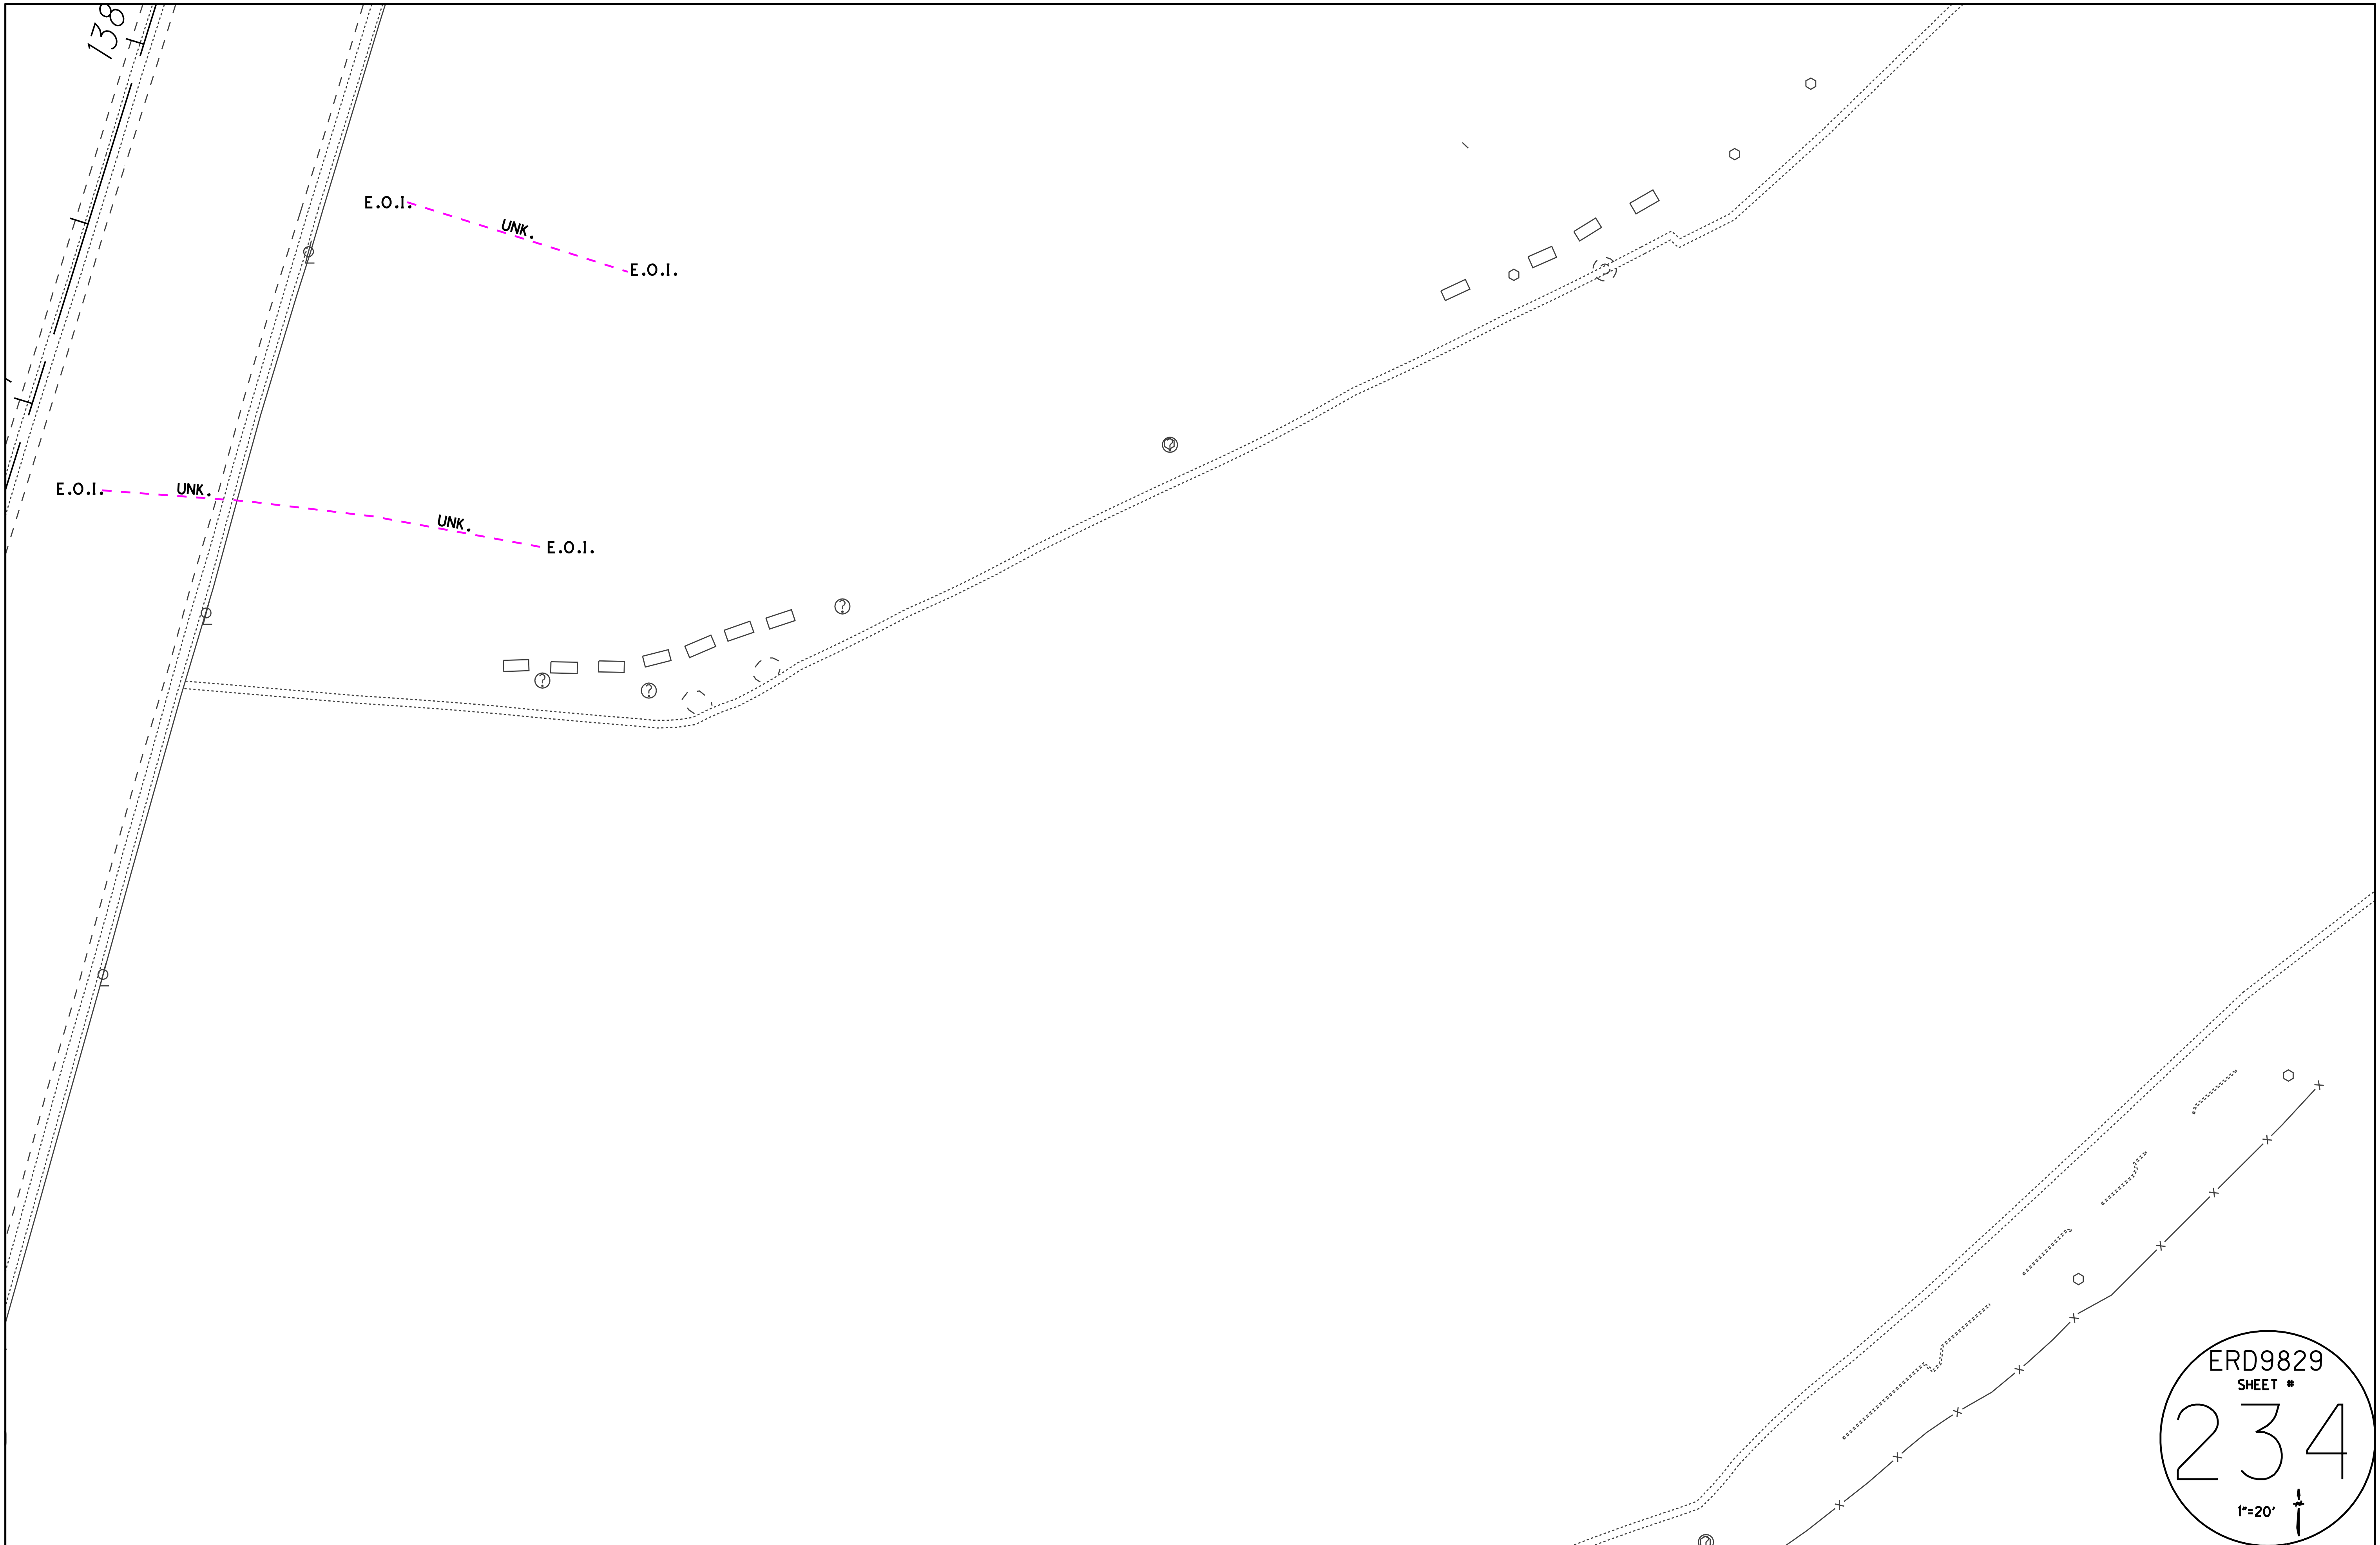 138
E.O.I.
UNK.
E.O.I.
E.O.I.
UNK.
UNK.
E.O.I.
?
?
?
?
?
ERD9829
SHEET #
234
1"=20'